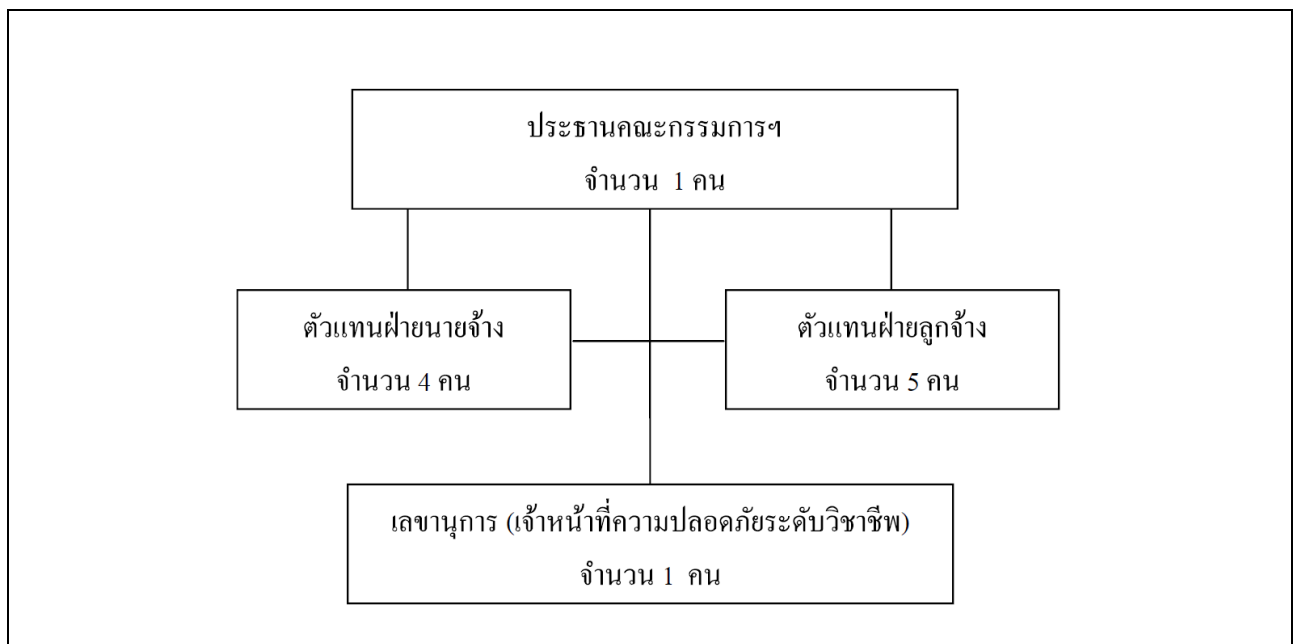 ประธานคณะกรรมการฯ
จำนวน 1 คน
ตัวแทนฝ่ายนายจ้าง
จำนวน 4 คน
ตัวแทนฝ่ายลูกจ้าง
จำนวน 5 คน
เลขานุการ (เจ้าหน้าที่ความปลอดภัยระดับวิชาชีพ)
จำนวน 1 คน